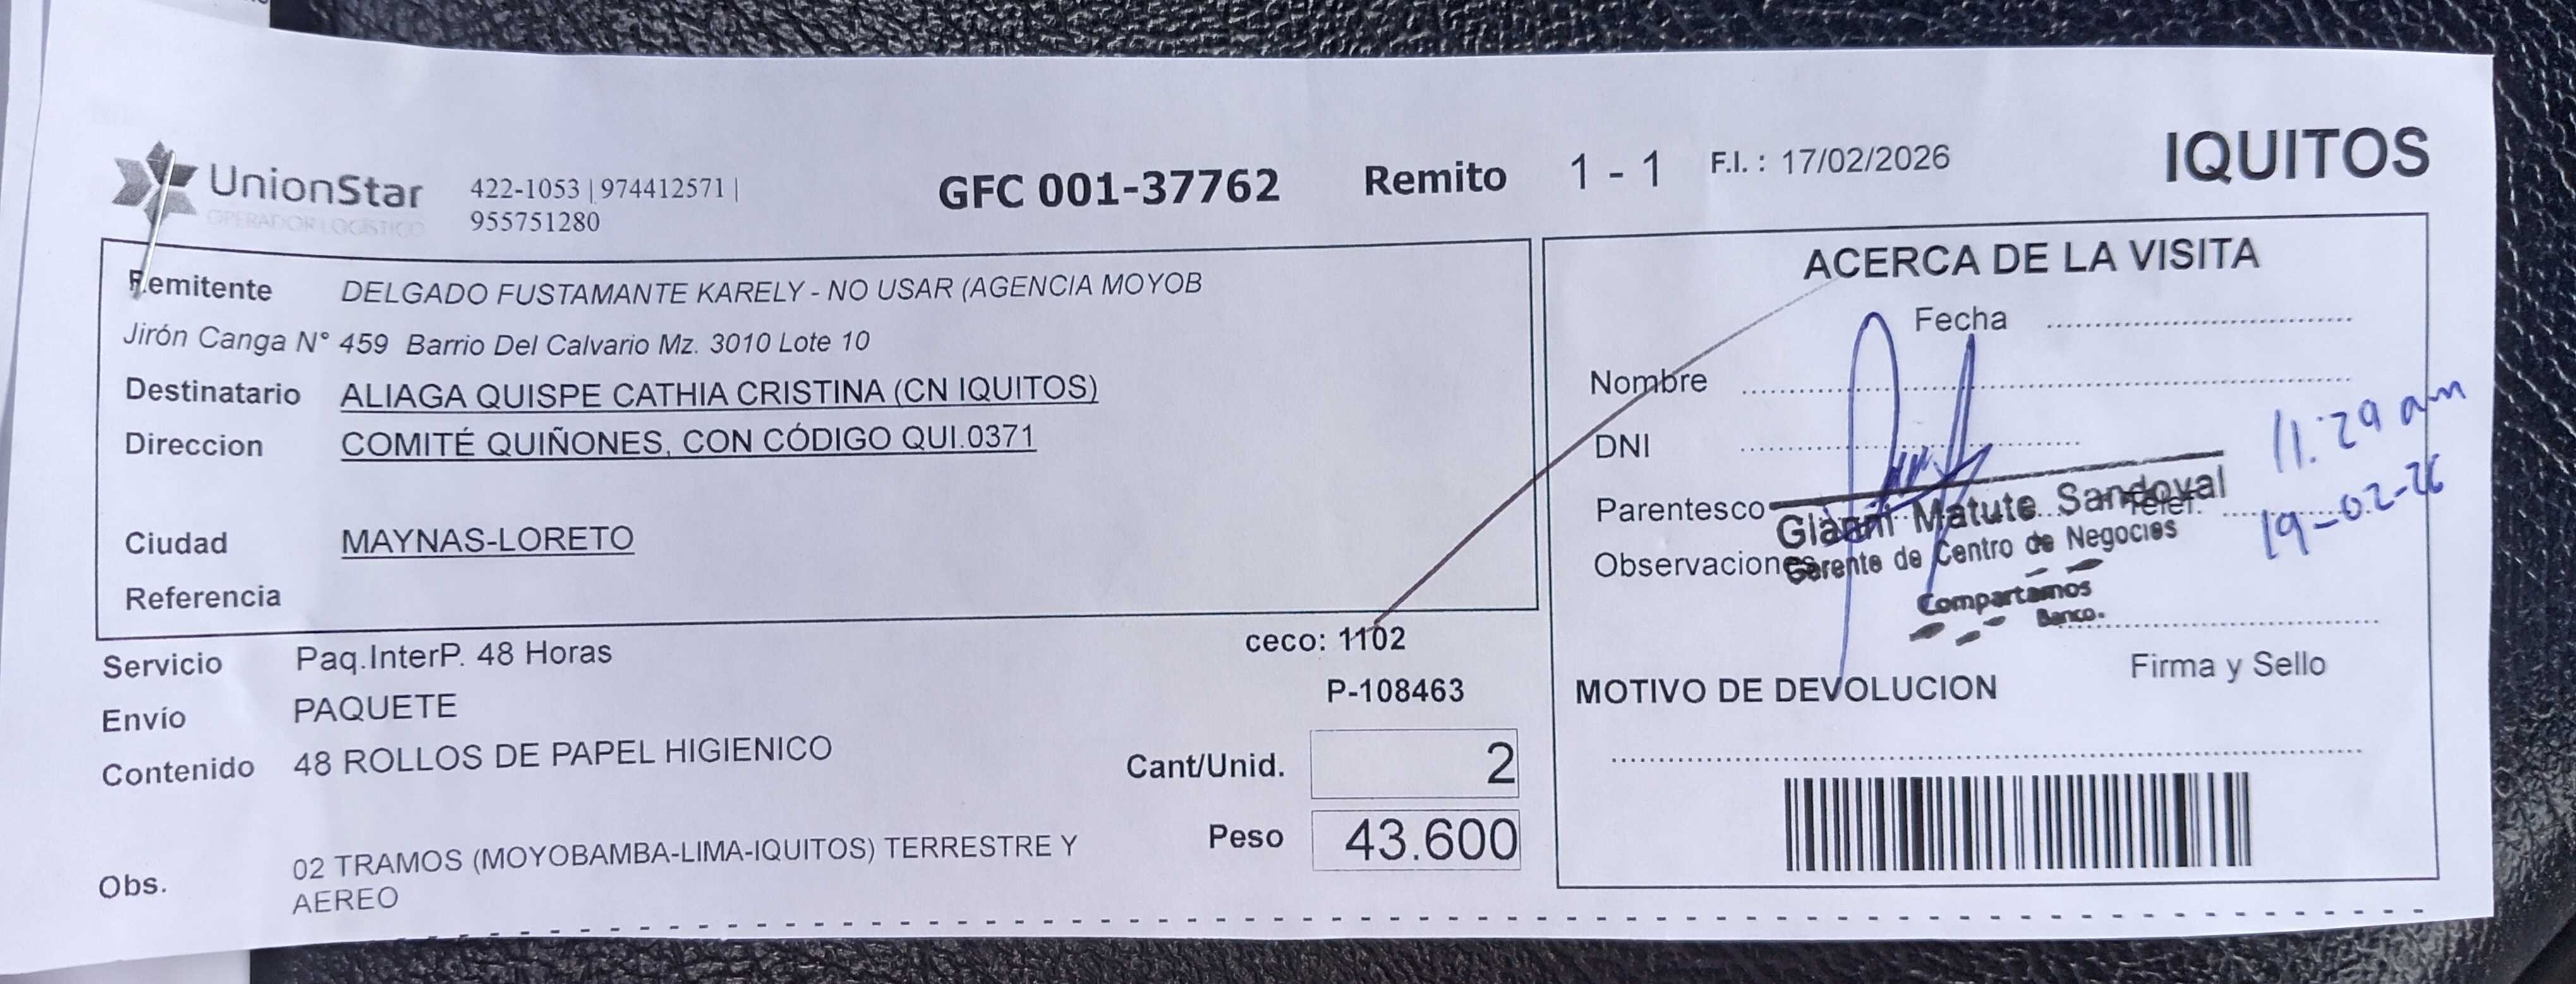 UnionStar
OPERADOR LOGISTICO
422-1053 | 974412571 |
955751280
GFC 001-37762 Remito 1 - 1 F.I. : 17/02/2026 IQUITOS
Remitente DELGADO FUSTAMANTE KARELY - NO USAR (AGENCIA MOYOB
Jirón Canga N° 459 Barrio Del Calvario Mz. 3010 Lote 10
Destinatario ALIAGA QUISPE CATHIA CRISTINA (CN IQUITOS)
Direccion COMITÉ QUIÑONES, CON CÓDIGO QUI.0371
Ciudad MAYNAS-LORETO
Referencia
Servicio Paq.InterP. 48 Horas
ceco: 1102
Envío PAQUETE
P-108463
Contenido 48 ROLLOS DE PAPEL HIGIENICO
Cant/Unid. 2
Peso 43.600
Obs. 02 TRAMOS (MOYOBAMBA-LIMA-IQUITOS) TERRESTRE Y
AEREO
ACERCA DE LA VISITA
Fecha
Nombre
DNI
11:29 am
Parentesco
Telef.
19-02-26
Gianni Matute Sandoval
Observaciones
Gerente de Centro de Negocios
Compartamos
Banco.
Firma y Sello
MOTIVO DE DEVOLUCION